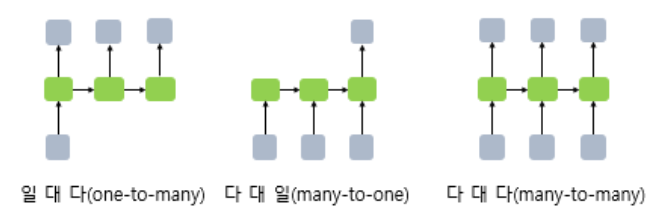 일 대 다(one-to-many) 다 대 일(many-to-one) 다 대 다(many-to-many)